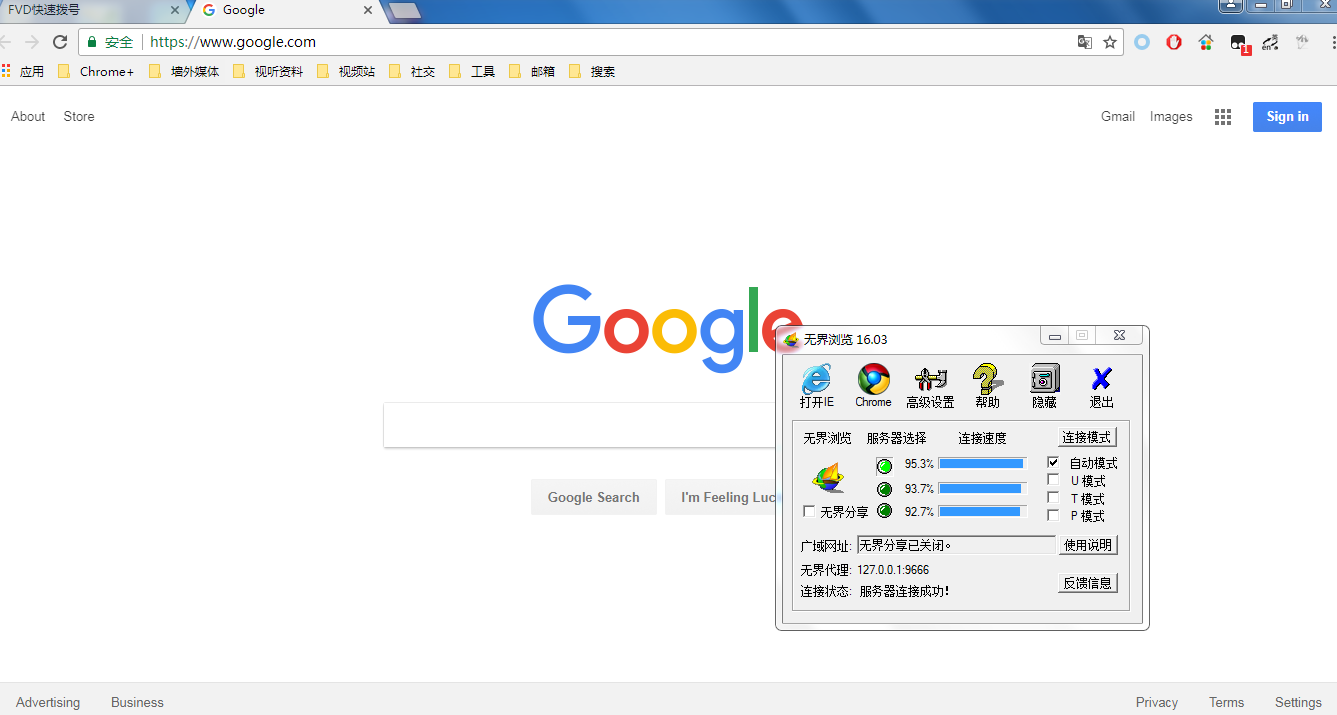 FVD快速拨号 Google
安全 https://www.google.com
应用 Chrome+ 墙外媒体 视听资料 视频站 社交 工具 邮箱 搜索
About Store Gmail Images Sign in
Google
无界浏览 16.03
打开IE Chrome 高级设置 帮助 隐藏 退出
无界浏览 服务器选择 连接速度 连接模式
95.3% 自动模式
U 模式
93.7%
T 模式
无界分享 92.7% P 模式
Google Search I'm Feeling Luc
广域网址: 无界分享已关闭。 使用说明
无界代理: 127.0.0.1:9666
反馈信息
连接状态: 服务器连接成功!
Advertising Business Privacy Terms Settings